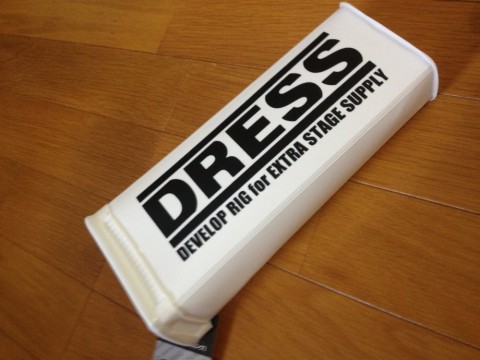 DRESS
DEVELOP RIG for EXTRA STAGE SUPPLY